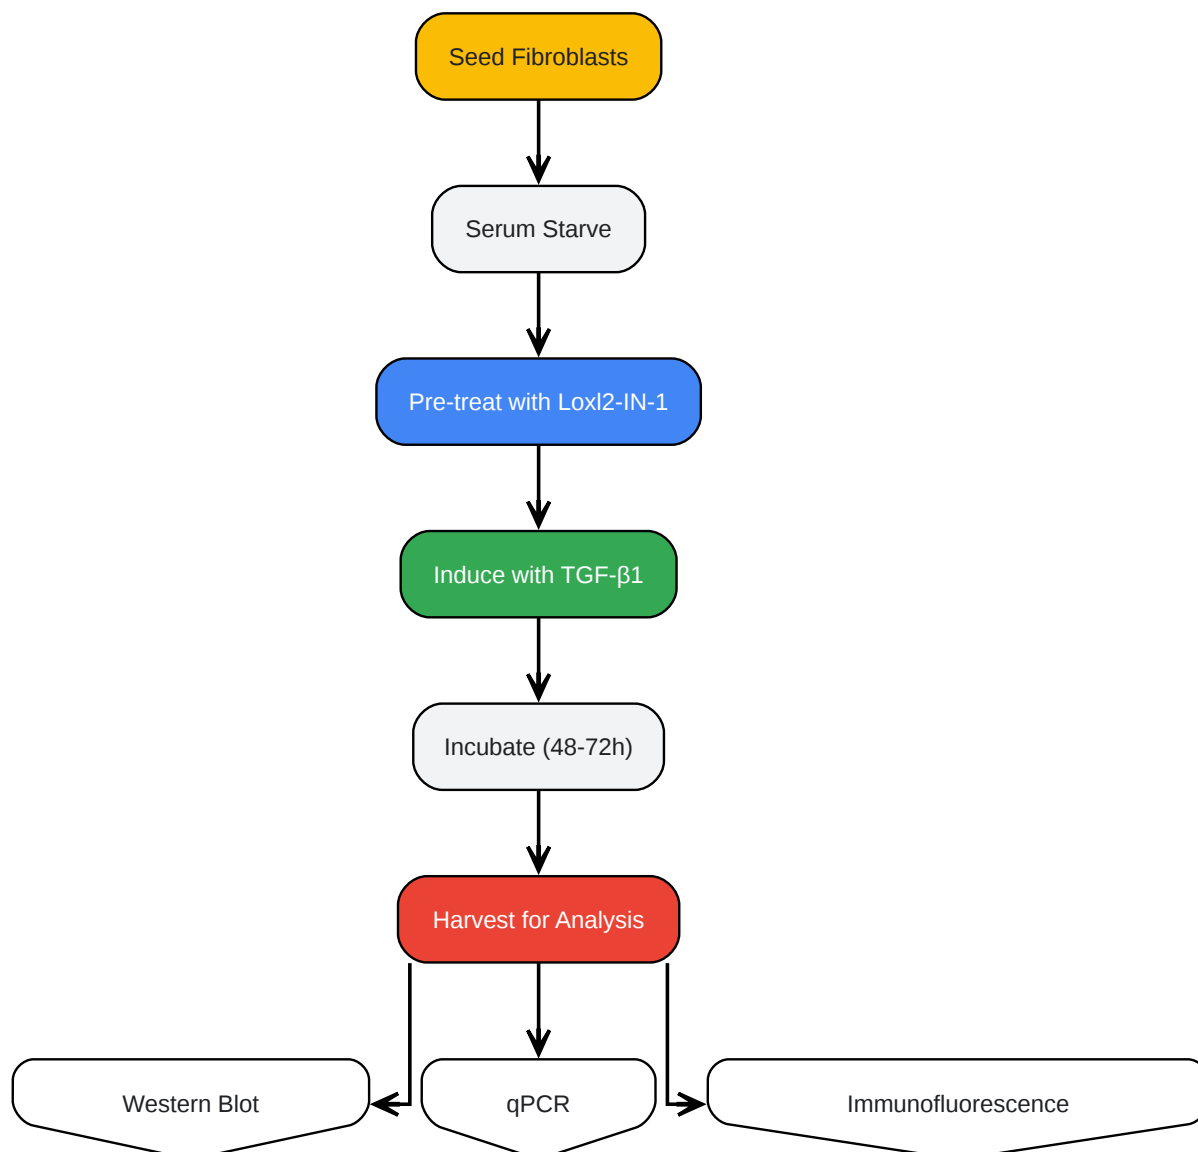 Seed Fibroblasts
Serum Starve
Pre-treat with Loxl2-IN-1
Induce with TGF-β1
Incubate (48-72h)
Harvest for Analysis
Western Blot
qPCR
Immunofluorescence